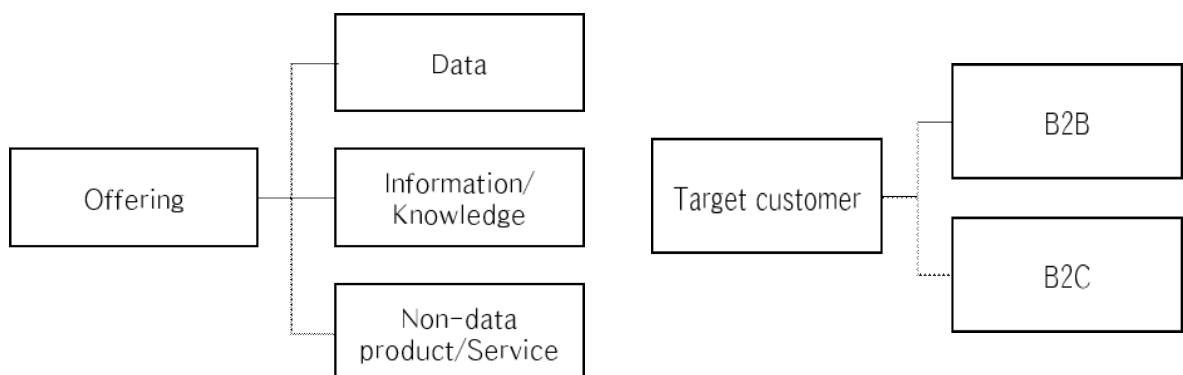 Offering
Data
Information/
Knowledge
Non-data
product/Service
Target customer
B2B
B2C